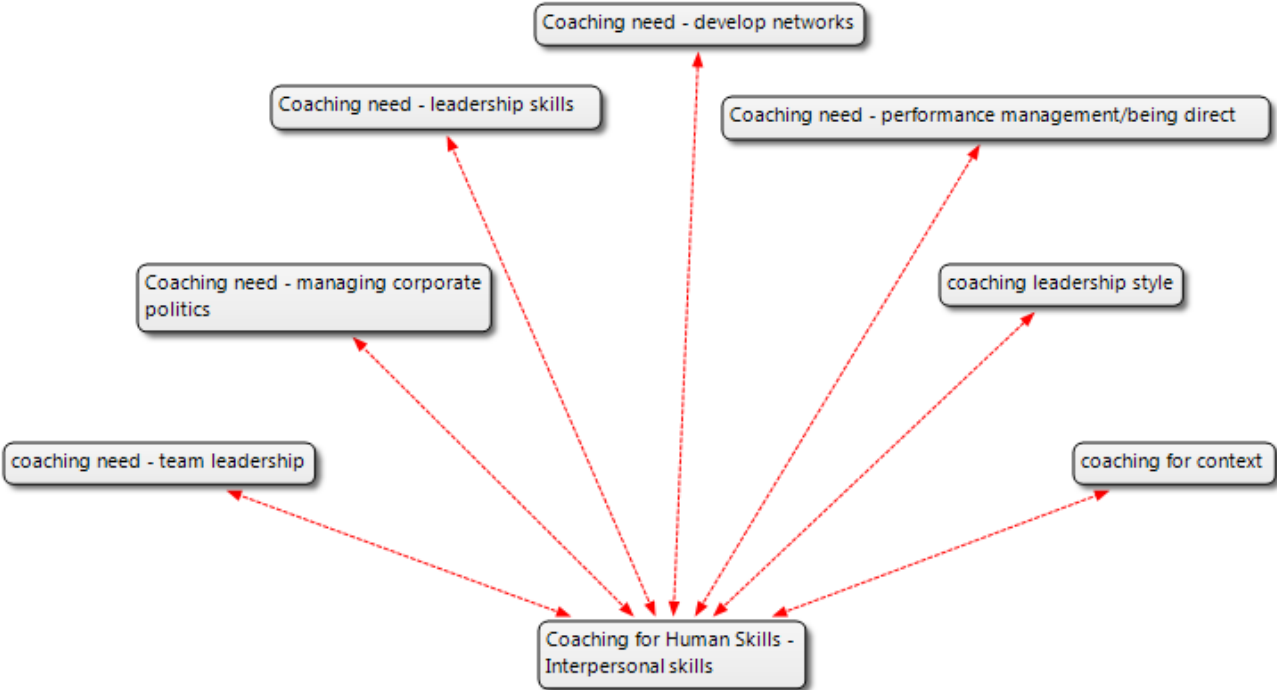 Coaching need - develop networks
Coaching need - leadership skills
Coaching need - performance management/being direct
Coaching need - managing corporate
politics
coaching leadership style
coaching need - team leadership
coaching for context
Coaching for Human Skills -
Interpersonal skills